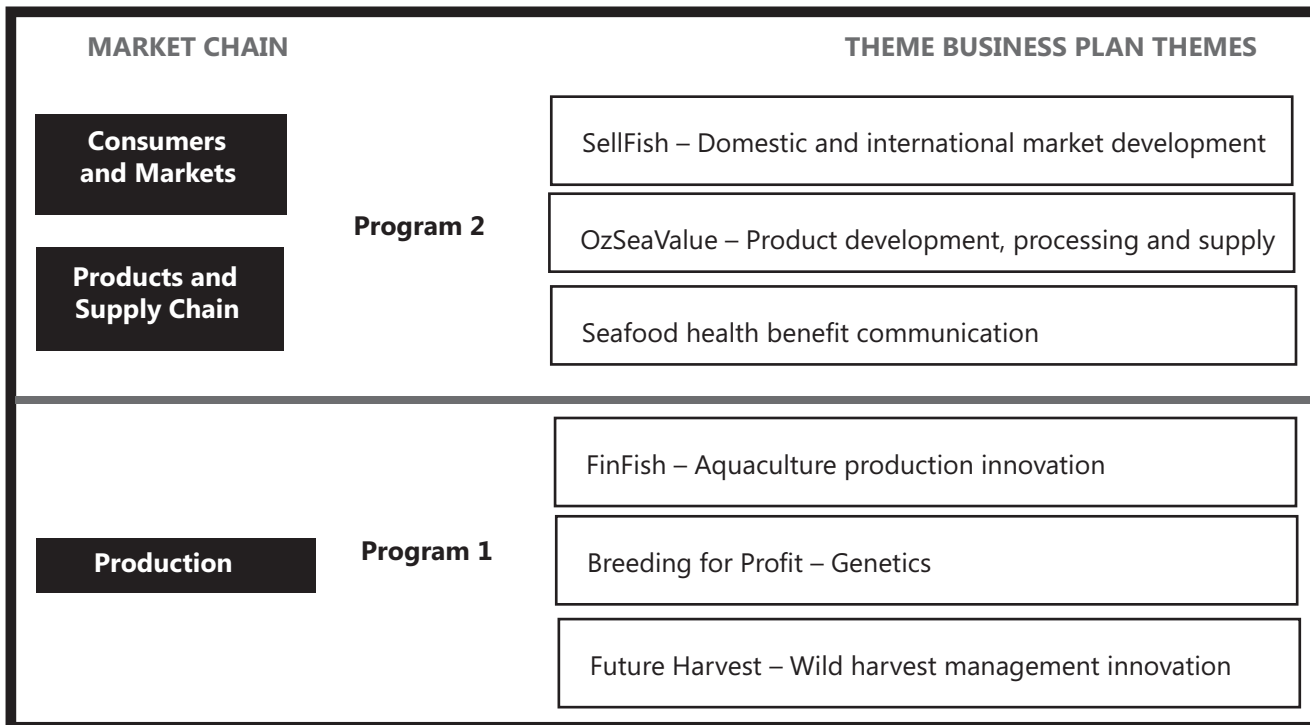 MARKET CHAIN
THEME BUSINESS PLAN THEMES
Consumers
and Markets
Products and
Supply Chain
Program 2
SellFish – Domestic and international market development
OzSeaValue – Product development, processing and supply
Seafood health benefit communication
Production
Program 1
FinFish – Aquaculture production innovation
Breeding for Profit – Genetics
Future Harvest – Wild harvest management innovation